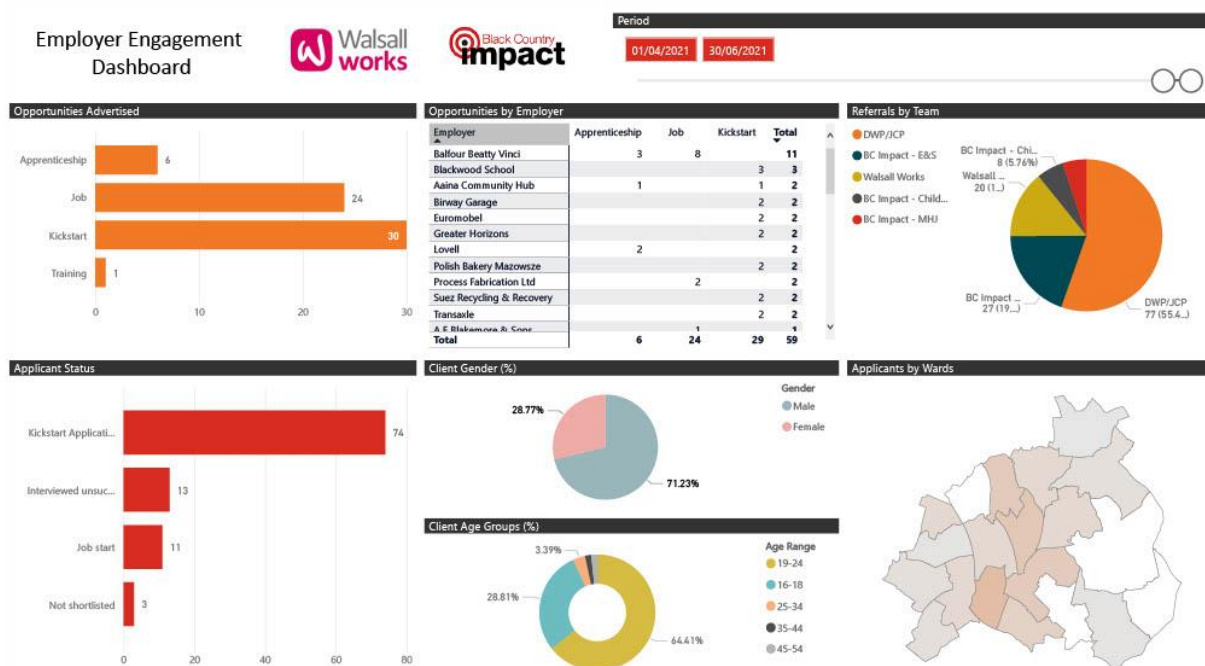 Employer Engagement
Dashboard
Walsall
works
Black Country
impact
Period
01/04/2021 30/06/2021
Opportunities Advertised
Apprenticeship 6
Job 24
Kickstart 30
Training 1
0 10 20 30
Opportunities by Employer
Employer Apprenticeship Job Kickstart Total
Balfour Beatty Vinci 3 8 11
Blackwood School 3 3
Aaina Community Hub 1 1 2
Birway Garage 2 2
Euromobel 2 2
Greater Horizons 2 2
Lovell 2 2
Polish Bakery Mazowsze 2 2
Process Fabrication Ltd 2 2
Suez Recycling & Recovery 2 2
Transaxle 2 2
A F Blakemore & Sons 1 1
Total 6 24 29 59
Referrals by Team
DWP/JCP
BC Impact - E&S
Walsall Works
BC Impact - Child...
BC Impact - MHJ
BC Impact - Chi...
8 (5.76%)
Walsall ...
20 (1...)
BC Impact ...
27 (19...)
DWP/JCP
77 (55.4...)
Applicant Status
Kickstart Applicati... 74
Interviewed unsuc... 13
Job start 11
Not shortlisted 3
0 20 40 60 80
Client Gender (%)
28.77%
71.23%
Gender
Male
Female
Client Age Groups (%)
3.39%
28.81%
64.41%
Age Range
19-24
16-18
25-34
35-44
45-54
Applicants by Wards